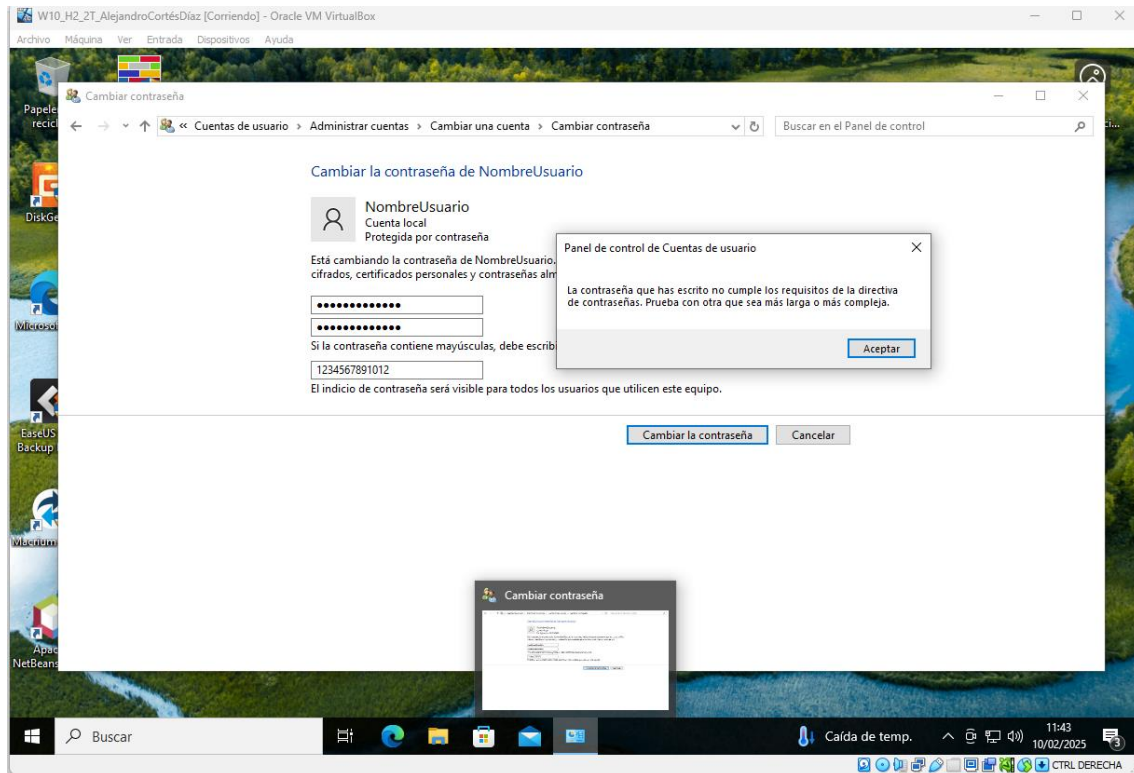 W10_H2_2T_AlejandroCortésDíaz [Corriendo] - Oracle VM VirtualBox
Archivo Máquina Ver Entrada Dispositivos Ayuda
Papele
recicl
Cambiar contraseña
« Cuentas de usuario > Administrar cuentas > Cambiar una cuenta > Cambiar contraseña
Buscar en el Panel de control
Cambiar la contraseña de NombreUsuario
NombreUsuario
Cuenta local
Protegida por contraseña
DiskGe
Está cambiando la contraseña de NombreUsuario.
cifrados, certificados personales y contraseñas alm
Panel de control de Cuentas de usuario
La contraseña que has escrito no cumple los requisitos de la directiva
de contraseñas. Prueba con otra que sea más larga o más compleja.
Aceptar
Microsof
Si la contraseña contiene mayúsculas, debe escribi
1234567891012
El indicio de contraseña será visible para todos los usuarios que utilicen este equipo.
Cambiar la contraseña Cancelar
EaseUS
Backup
Macrium
Apac
NetBeans
Cambiar contraseña
Buscar
Caída de temp.
11:43
10/02/2025
3
CTRL DERECHA